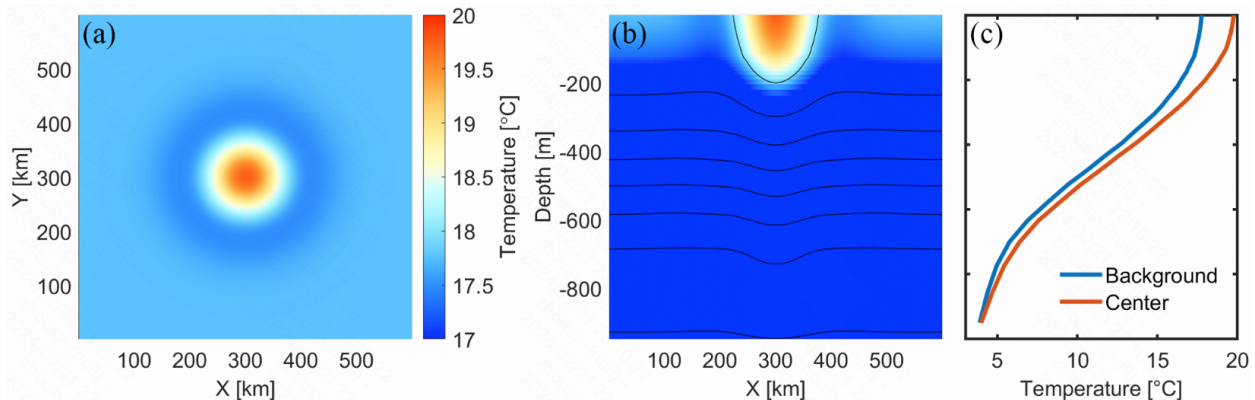 (a)
500
400
300
200
100
Y [km]
100 200 300 400 500
X [km]
20
19.5
19
18.5
18
17.5
17
Temperature [°C]
(b)
-200
-400
-600
-800
Depth [m]
100 200 300 400 500
X [km]
(c)
Background
Center
5 10 15 20
Temperature [°C]